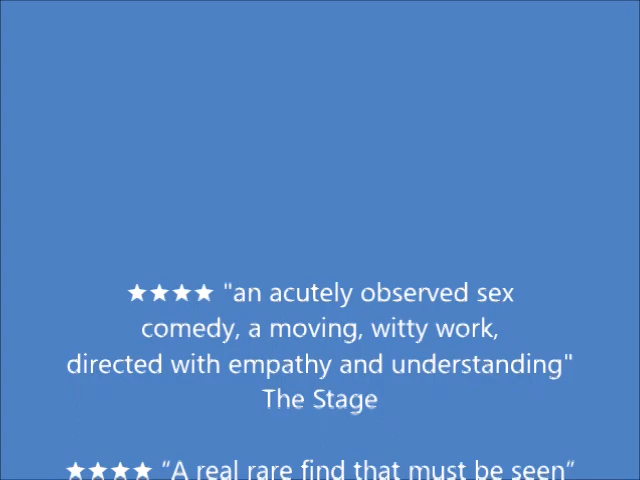 ★★★★ "an acutely observed sex
comedy, a moving, witty work,
directed with empathy and understanding"
The Stage
★★★★ “A real rare find that must be seen”